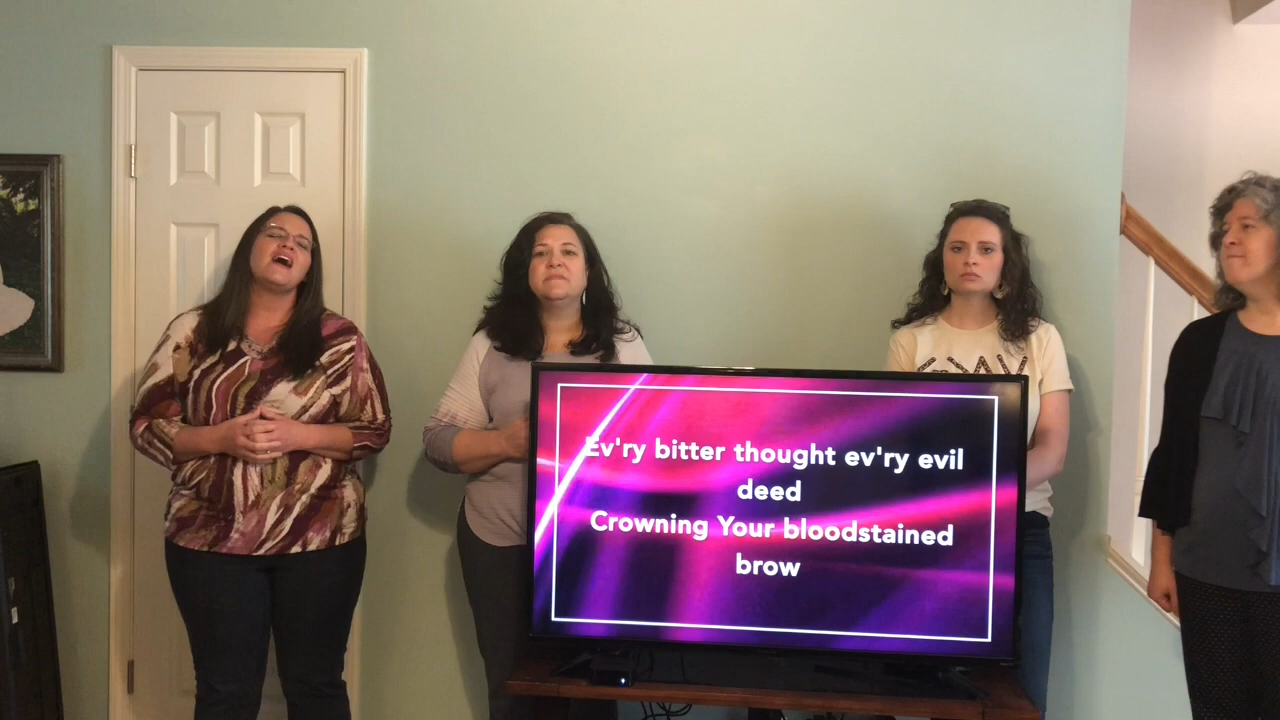 Ev'ry bitter thought ev'ry evil
deed
Crowning Your bloodstained
brow